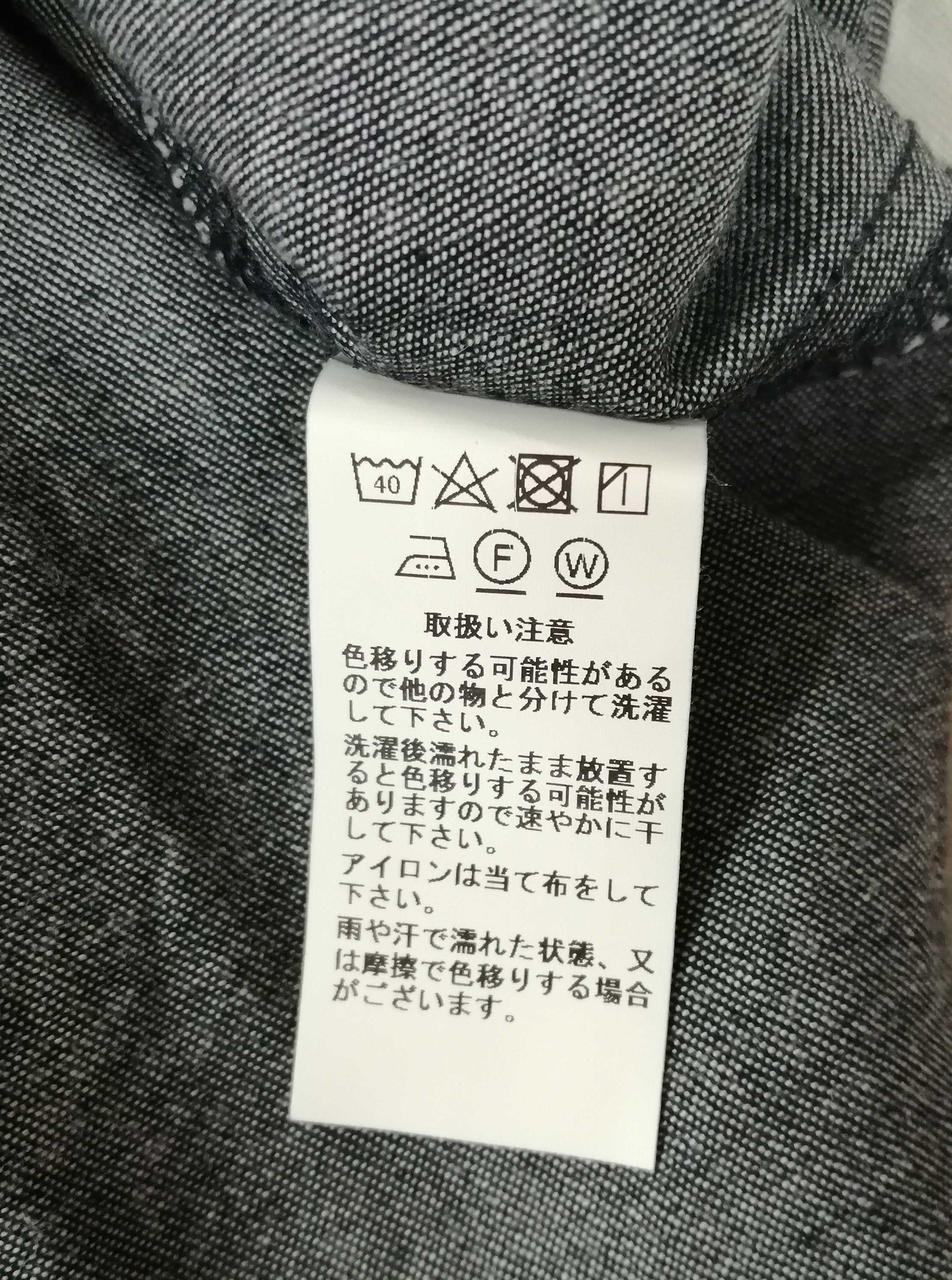 40
F W
取扱い注意
色移りする可能性がある
ので他の物と分けて洗濯
して下さい。
洗濯後濡れたまま放置す
ると色移りする可能性が
ありますので速やかに干
して下さい。
アイロンは当て布をして
下さい。
雨や汗で濡れた状態、又
は摩擦で色移りする場合
がございます。